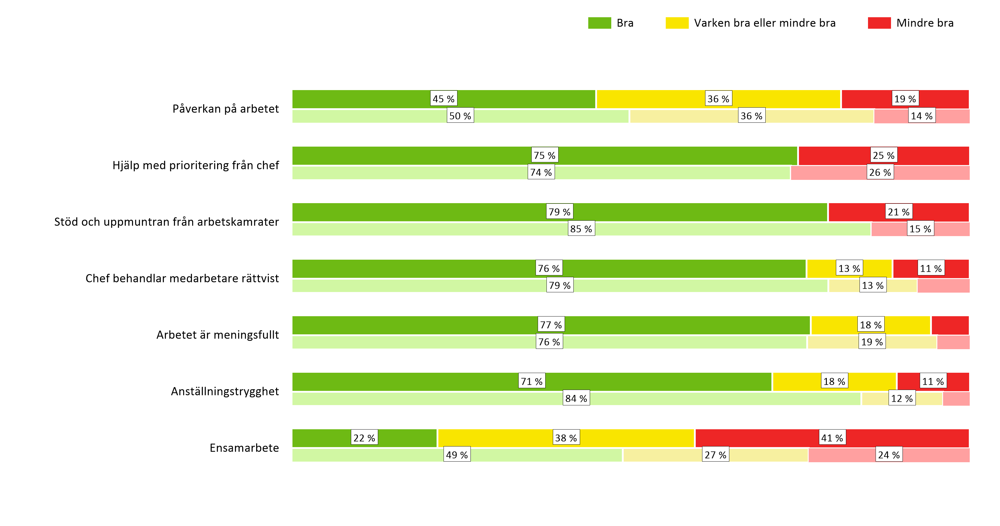 Bra Varken bra eller mindre bra Mindre bra
Påverkan på arbetet
45 % 36 % 19 %
50 % 36 % 14 %
Hjälp med prioritering från chef
75 % 25 %
74 % 26 %
Stöd och uppmuntran från arbetskamrater
79 % 21 %
85 % 15 %
Chef behandlar medarbetare rättvist
76 % 13 % 11 %
79 % 13 %
Arbetet är meningsfullt
77 % 18 %
76 % 19 %
Anställningstrygghet
71 % 18 % 11 %
84 % 12 %
Ensamarbete
22 % 38 % 41 %
49 % 27 % 24 %